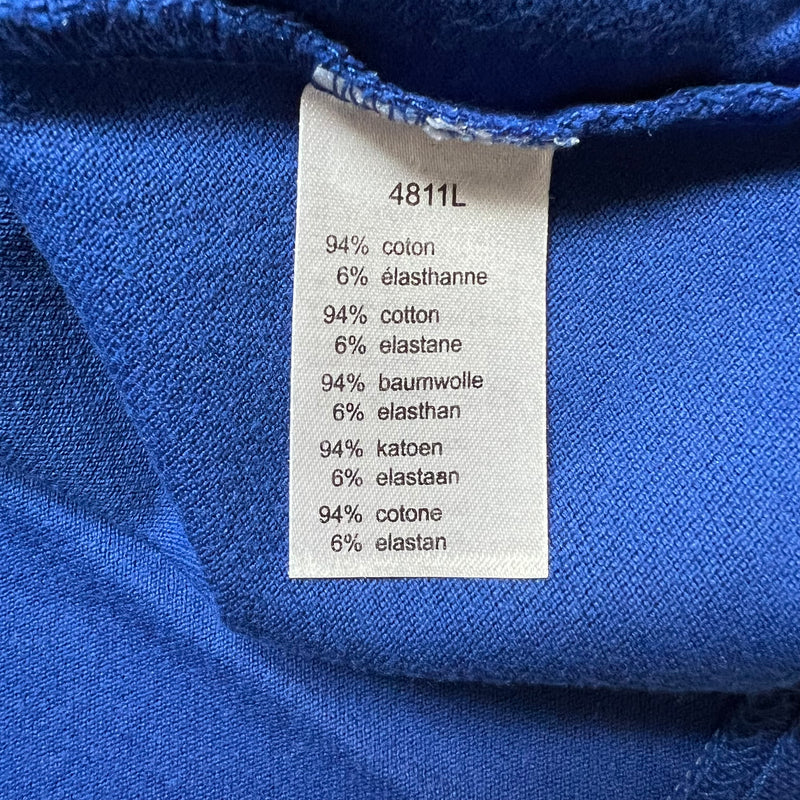 4811L
94% coton
6% élasthanne
94% cotton
6% elastane
94% baumwolle
6% elasthan
94% katoen
6% elastaan
94% cotone
6% elastan